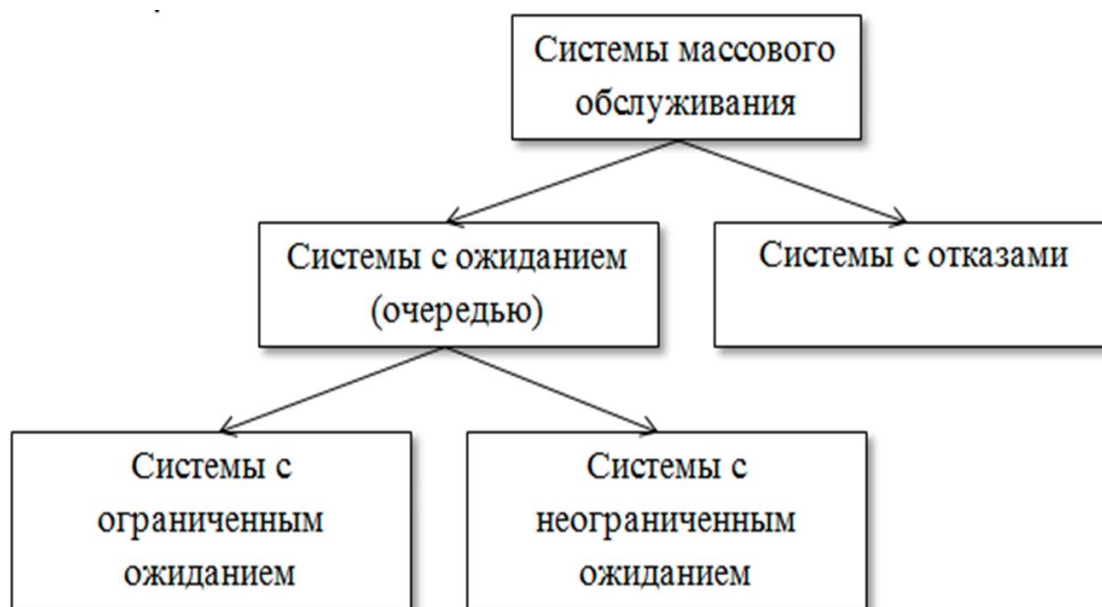 Системы массового
обслуживания
Системы с ожиданием
(очередью)
Системы с отказами
Системы с
ограниченным
ожиданием
Системы с
неограниченным
ожиданием